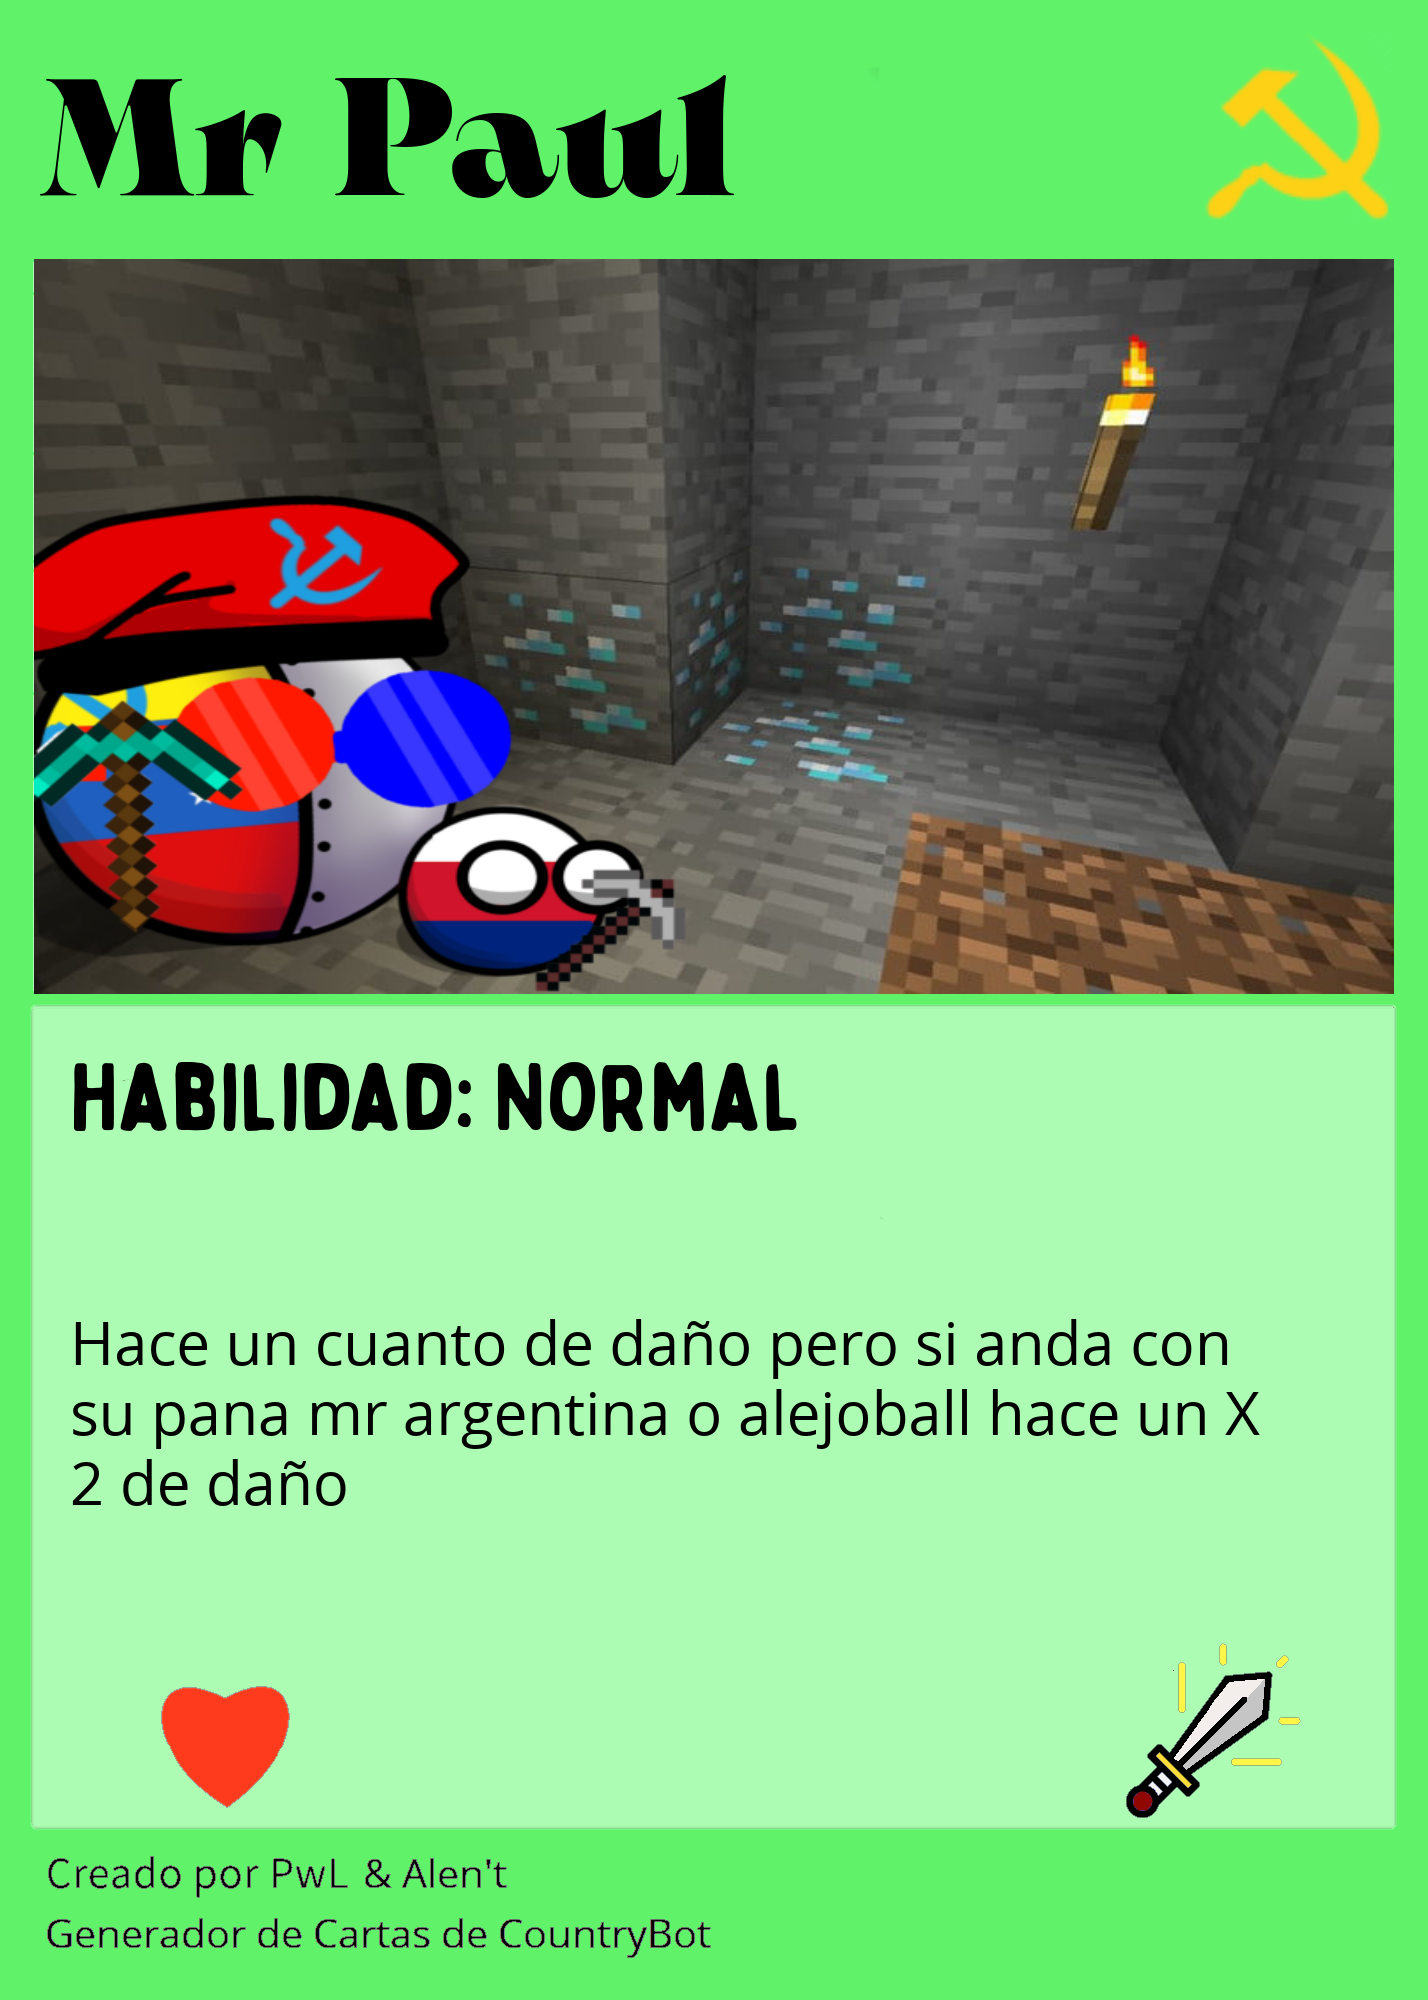 Mr Paul
HABILIDAD: NORMAL
Hace un cuanto de daño pero si anda con
su pana mr argentina o alejoball hace un X
2 de daño
Creado por PwL & Alen't
Generador de Cartas de CountryBot